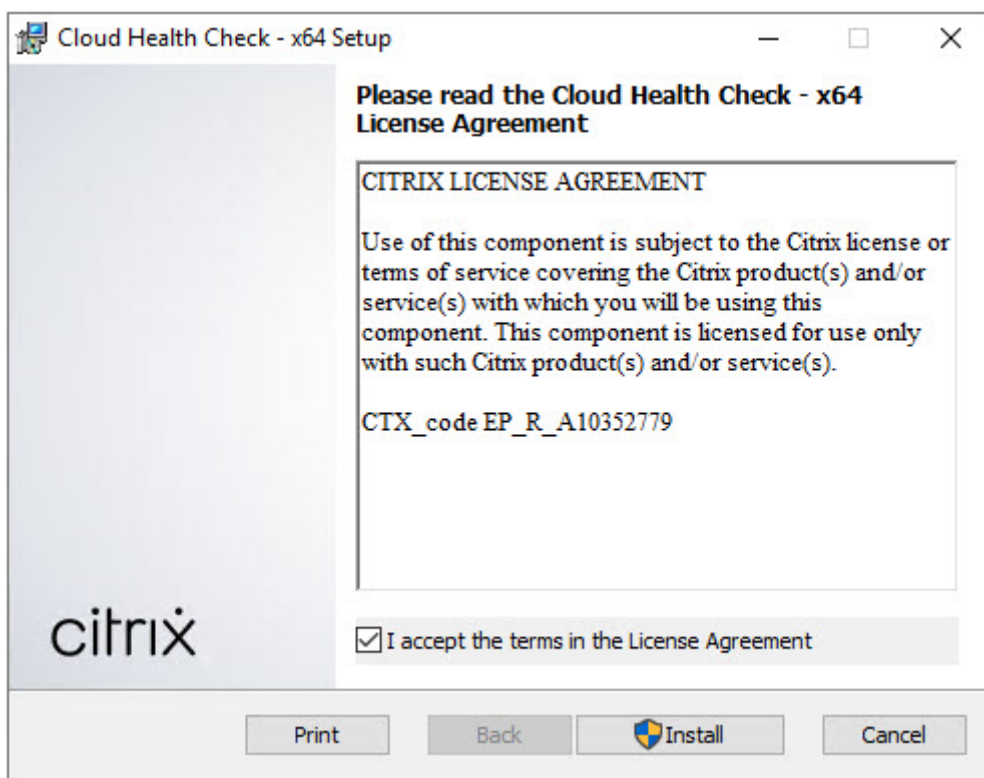 Cloud Health Check - x64 Setup
Please read the Cloud Health Check - x64
License Agreement
CITRIX LICENSE AGREEMENT
Use of this component is subject to the Citrix license or
terms of service covering the Citrix product(s) and/or
service(s) with which you will be using this
component. This component is licensed for use only
with such Citrix product(s) and/or service(s).
CTX_code EP_R_A10352779
citrix
I accept the terms in the License Agreement
Print
Back
Install
Cancel